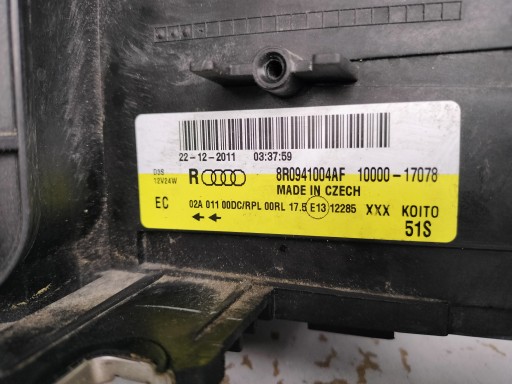 22-12-2011 03:37:59
D3S R 8R0941004AF 10000-17078
12V24W MADE IN CZECH
EC 02A 011 00DC/RPL 00RL 17.5 E13 12285 XXX KOITO
51S